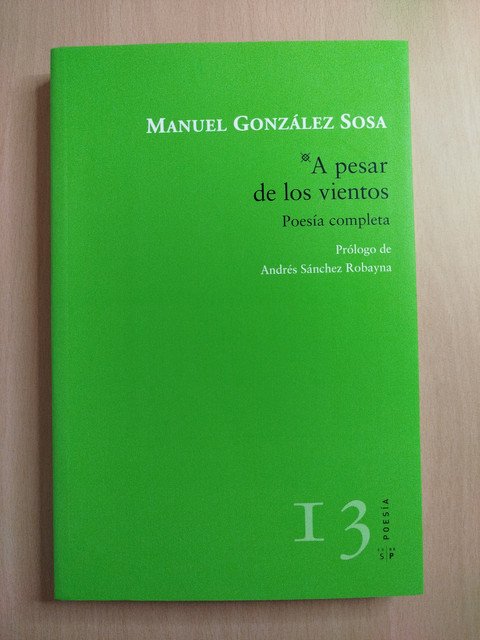 MANUEL GONZÁLEZ SOSA
A pesar
de los vientos
Poesía completa
Prólogo de
Andrés Sánchez Robayna
13
POESÍA
S P